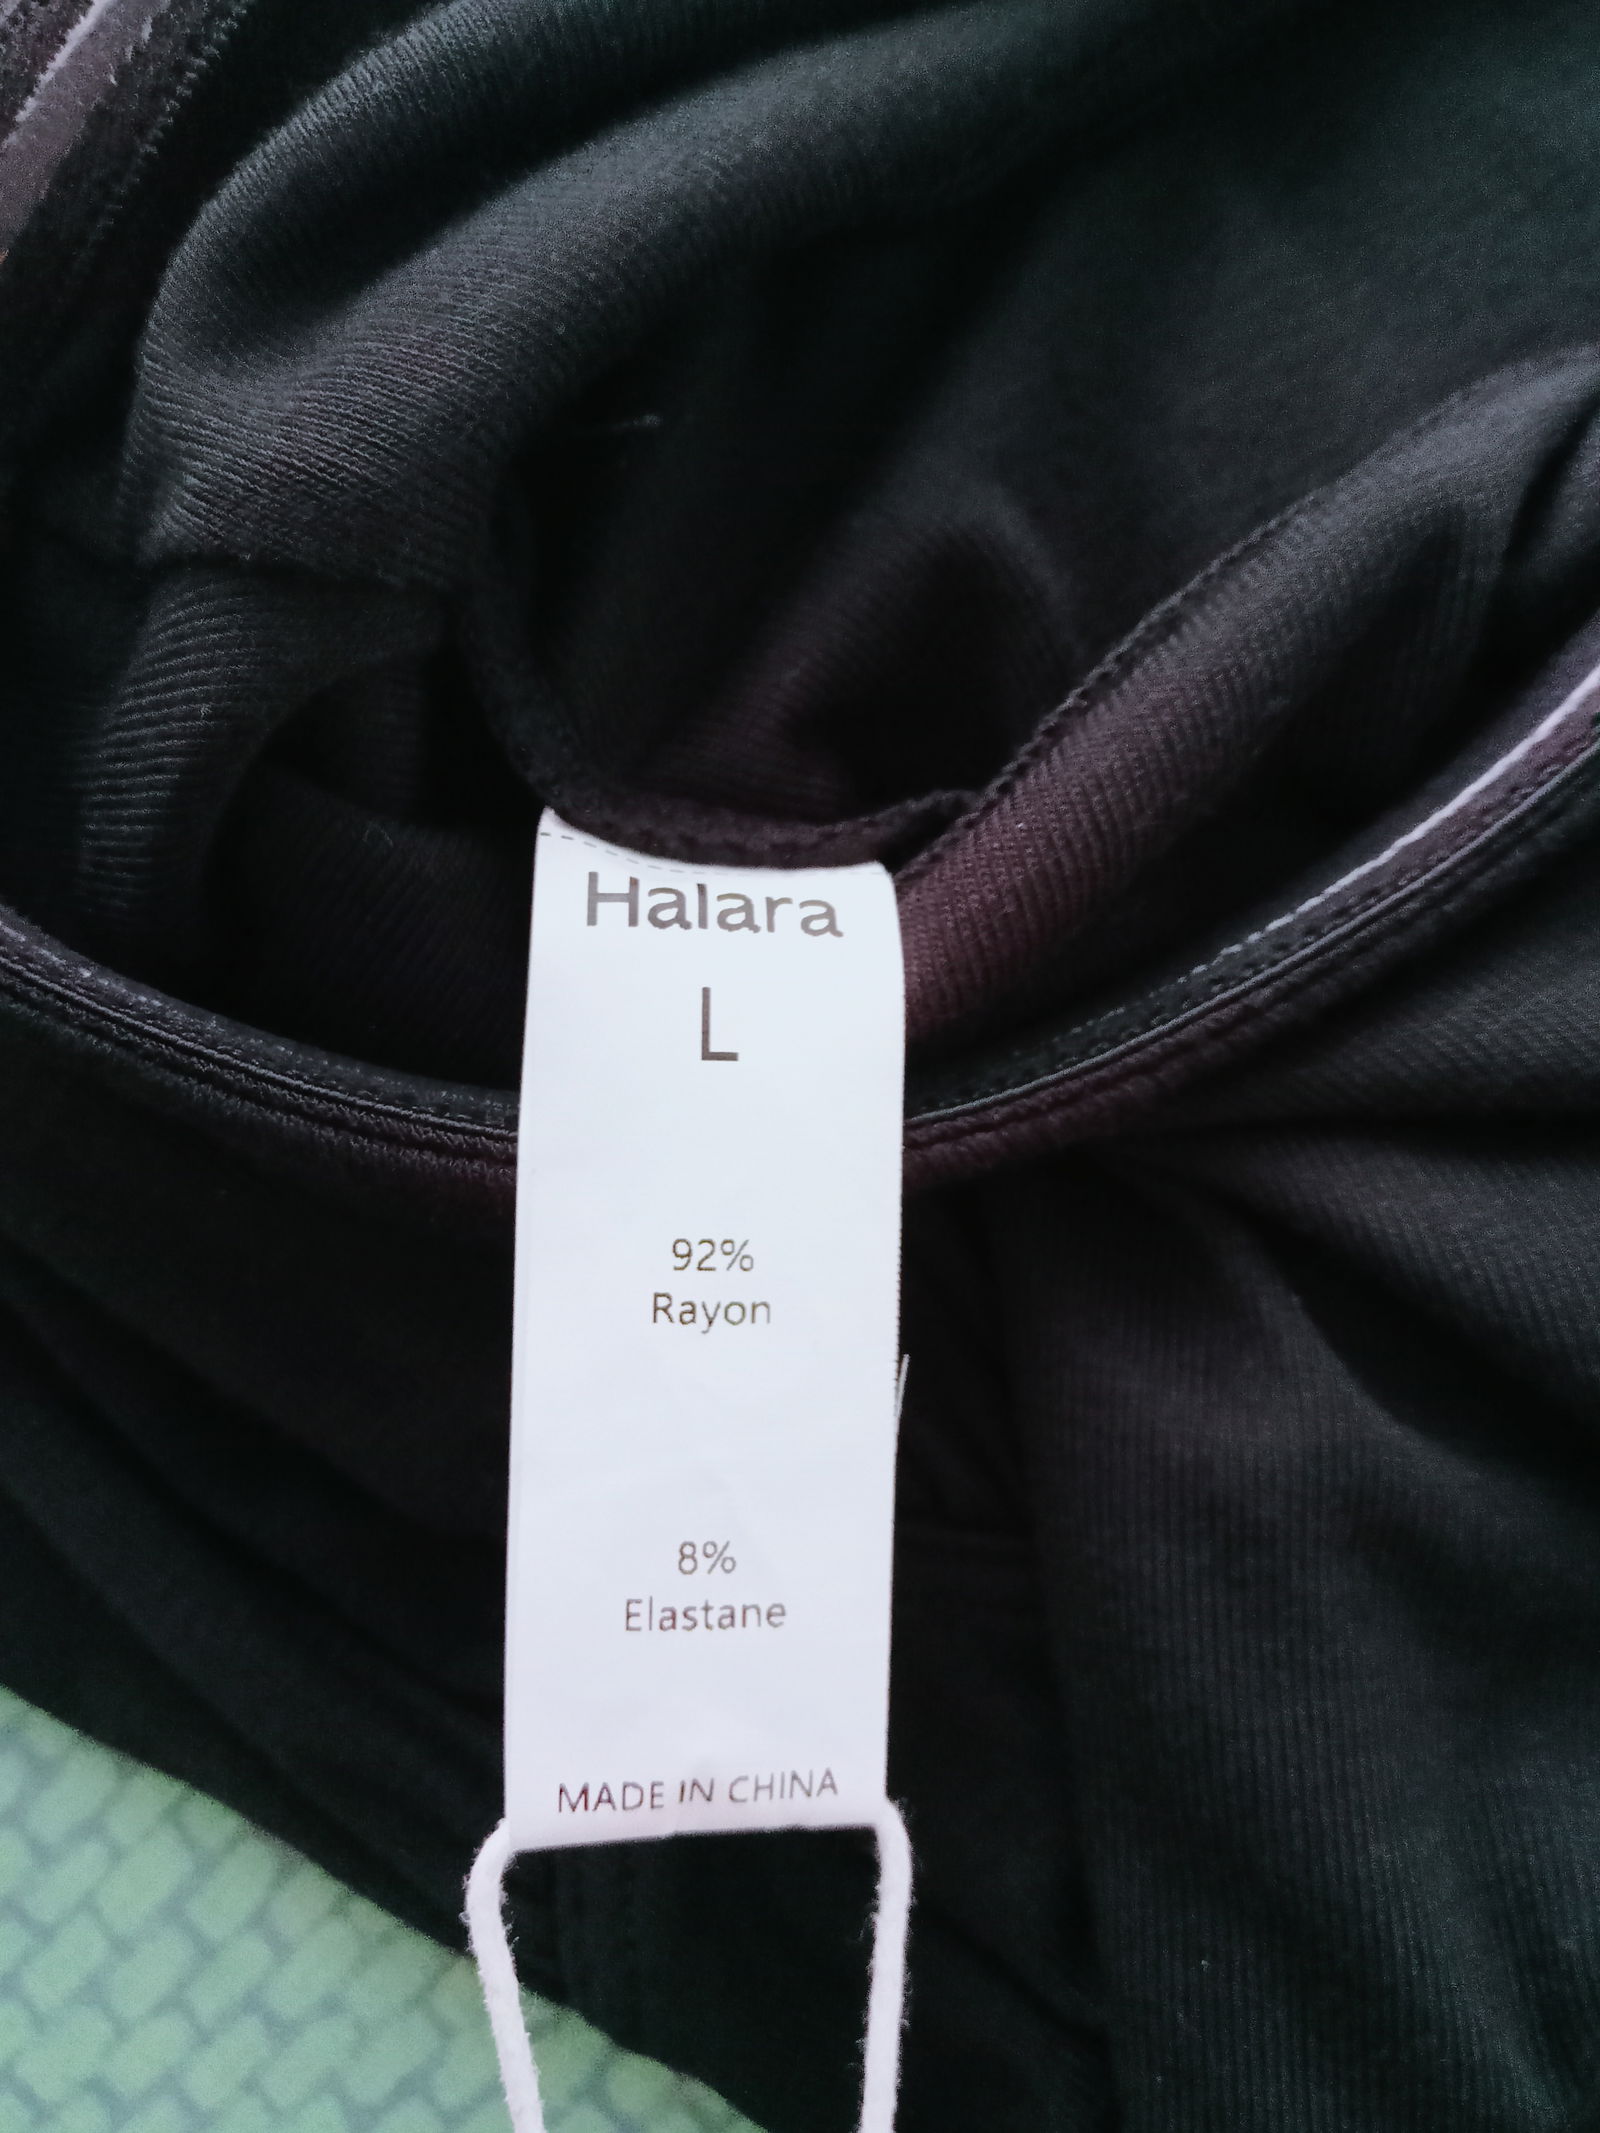 Halara
L
92%
Rayon
8%
Elastane
MADE IN CHINA